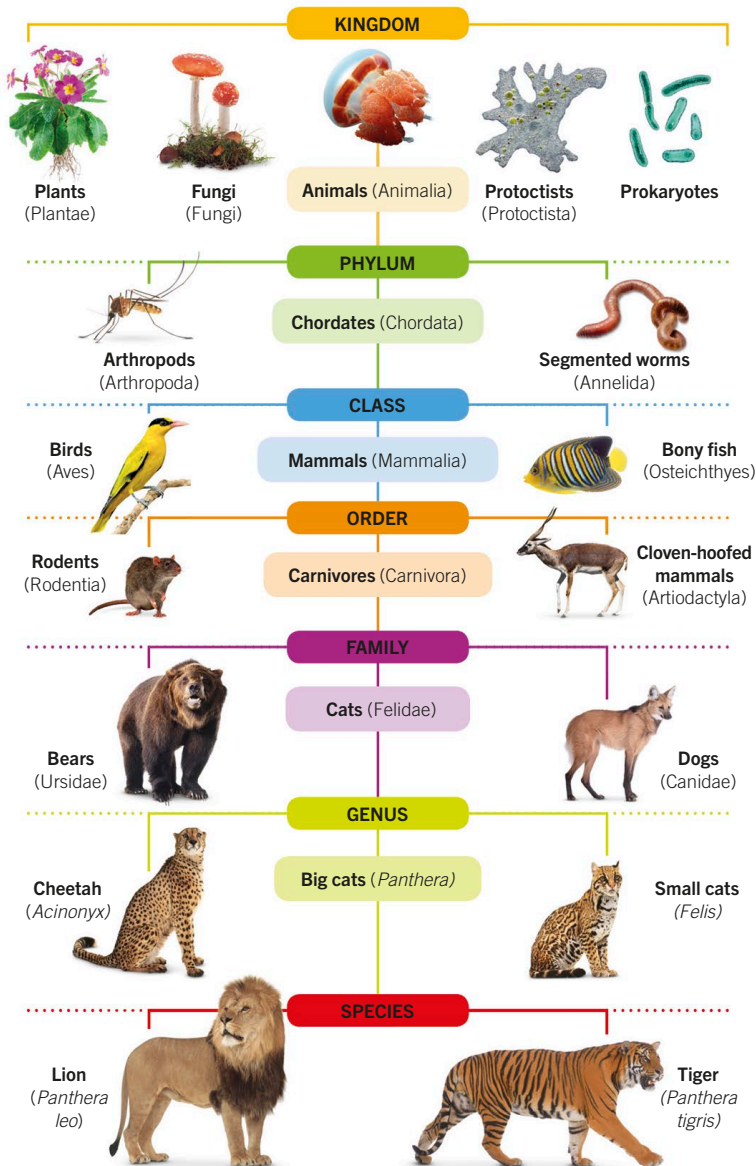 KINGDOM
Plants
(Plantae)
Fungi
(Fungi)
Animals (Animalia)
Protoctists
(Protoctista)
Prokaryotes
PHYLUM
Arthropods
(Arthropoda)
Chordates (Chordata)
Segmented worms
(Annelida)
CLASS
Birds
(Aves)
Mammals (Mammalia)
Bony fish
(Osteichthyes)
ORDER
Rodents
(Rodentia)
Carnivores (Carnivora)
Cloven-hoofed
mammals
(Artiodactyla)
FAMILY
Bears
(Ursidae)
Cats (Felidae)
Dogs
(Canidae)
GENUS
Cheetah
(Acinonyx)
Big cats (Panthera)
Small cats
(Felis)
SPECIES
Lion
(Panthera
leo)
Tiger
(Panthera
tigris)